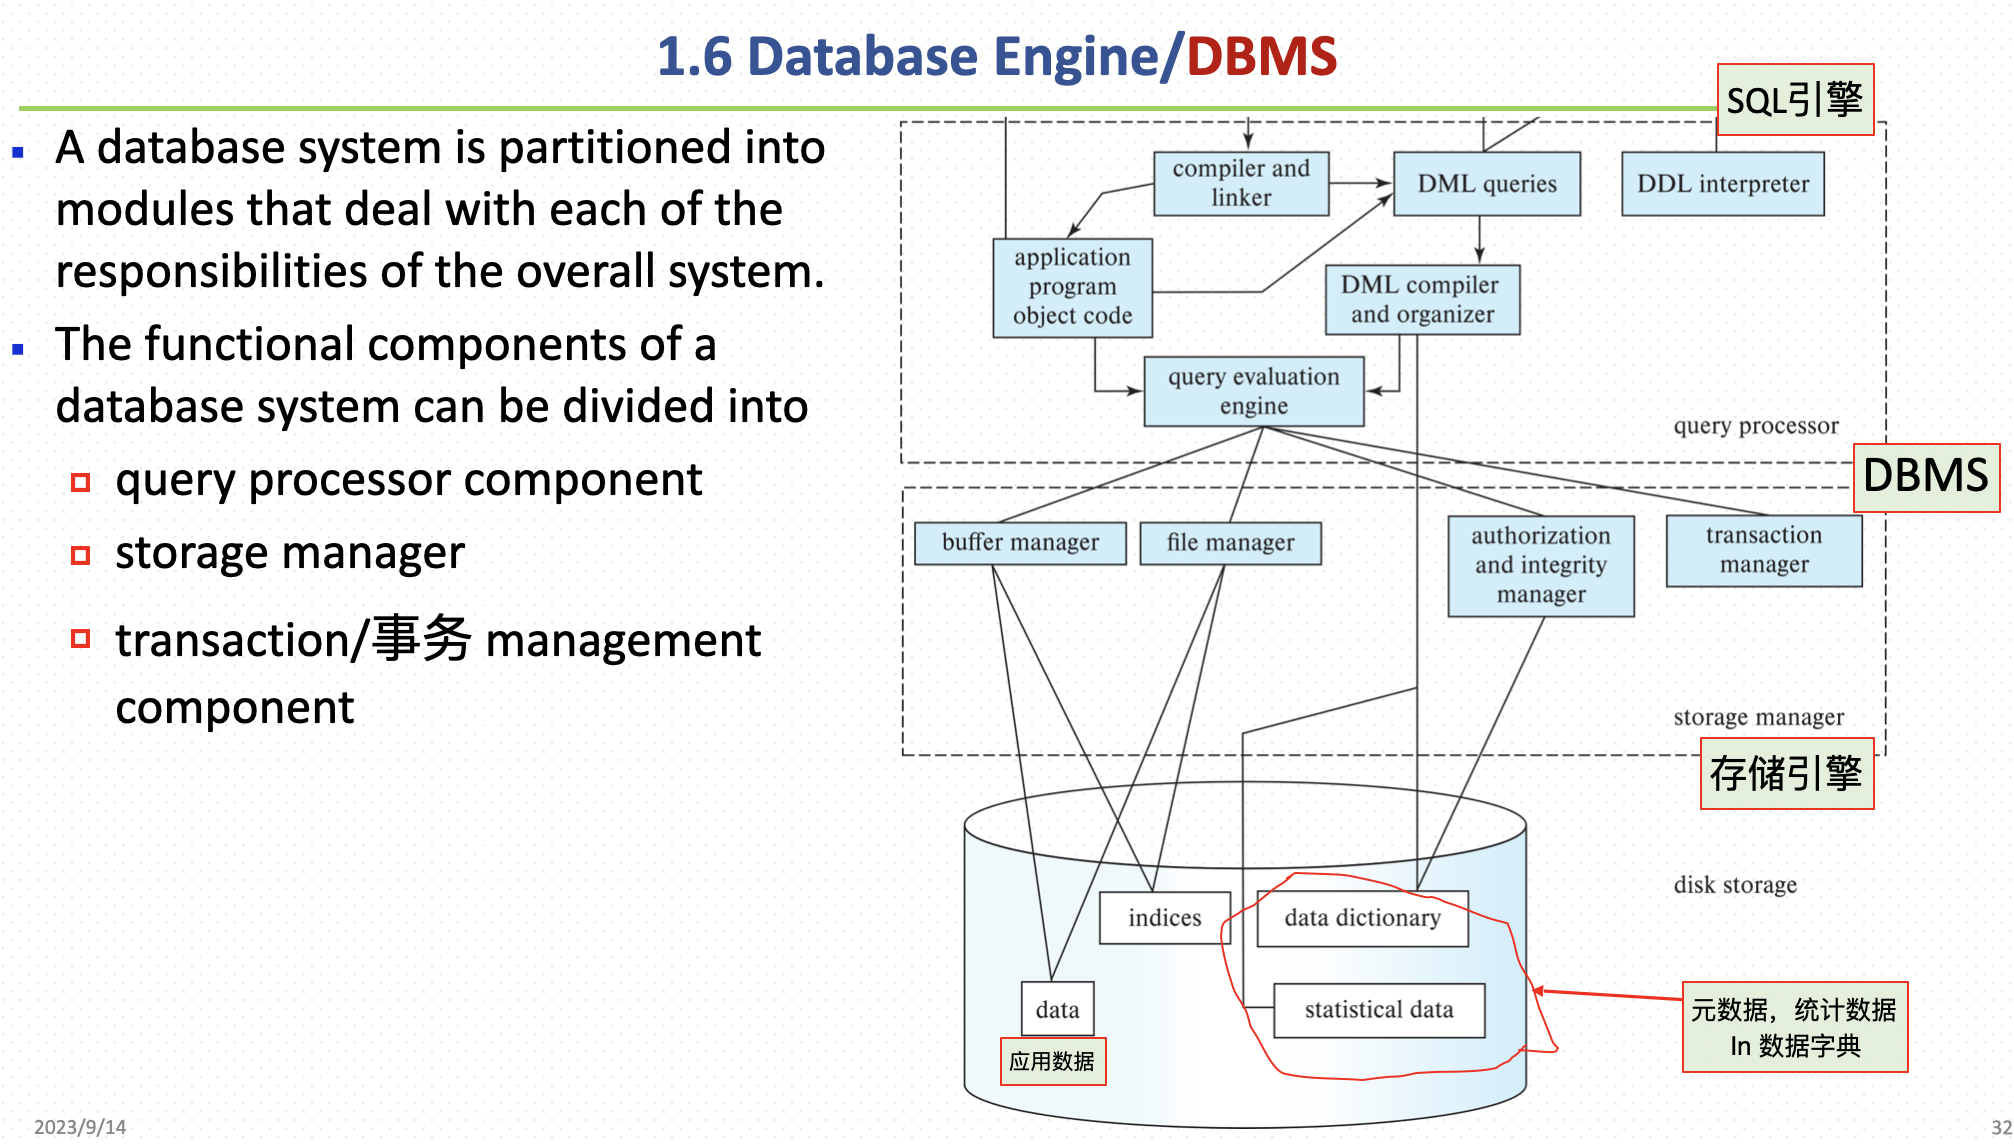 1.6 Database Engine/DBMS
A database system is partitioned into
modules that deal with each of the
responsibilities of the overall system.
The functional components of a
database system can be divided into
query processor component
storage manager
transaction/事务 management
component
SQL引擎
compiler and
linker
DML queries
DDL interpreter
application
program
object code
DML compiler
and organizer
query evaluation
engine
query processor
DBMS
buffer manager
file manager
authorization
and integrity
manager
transaction
manager
storage manager
存储引擎
disk storage
indices
data dictionary
data
statistical data
应用数据
元数据，统计数据
In 数据字典
2023/9/14
32